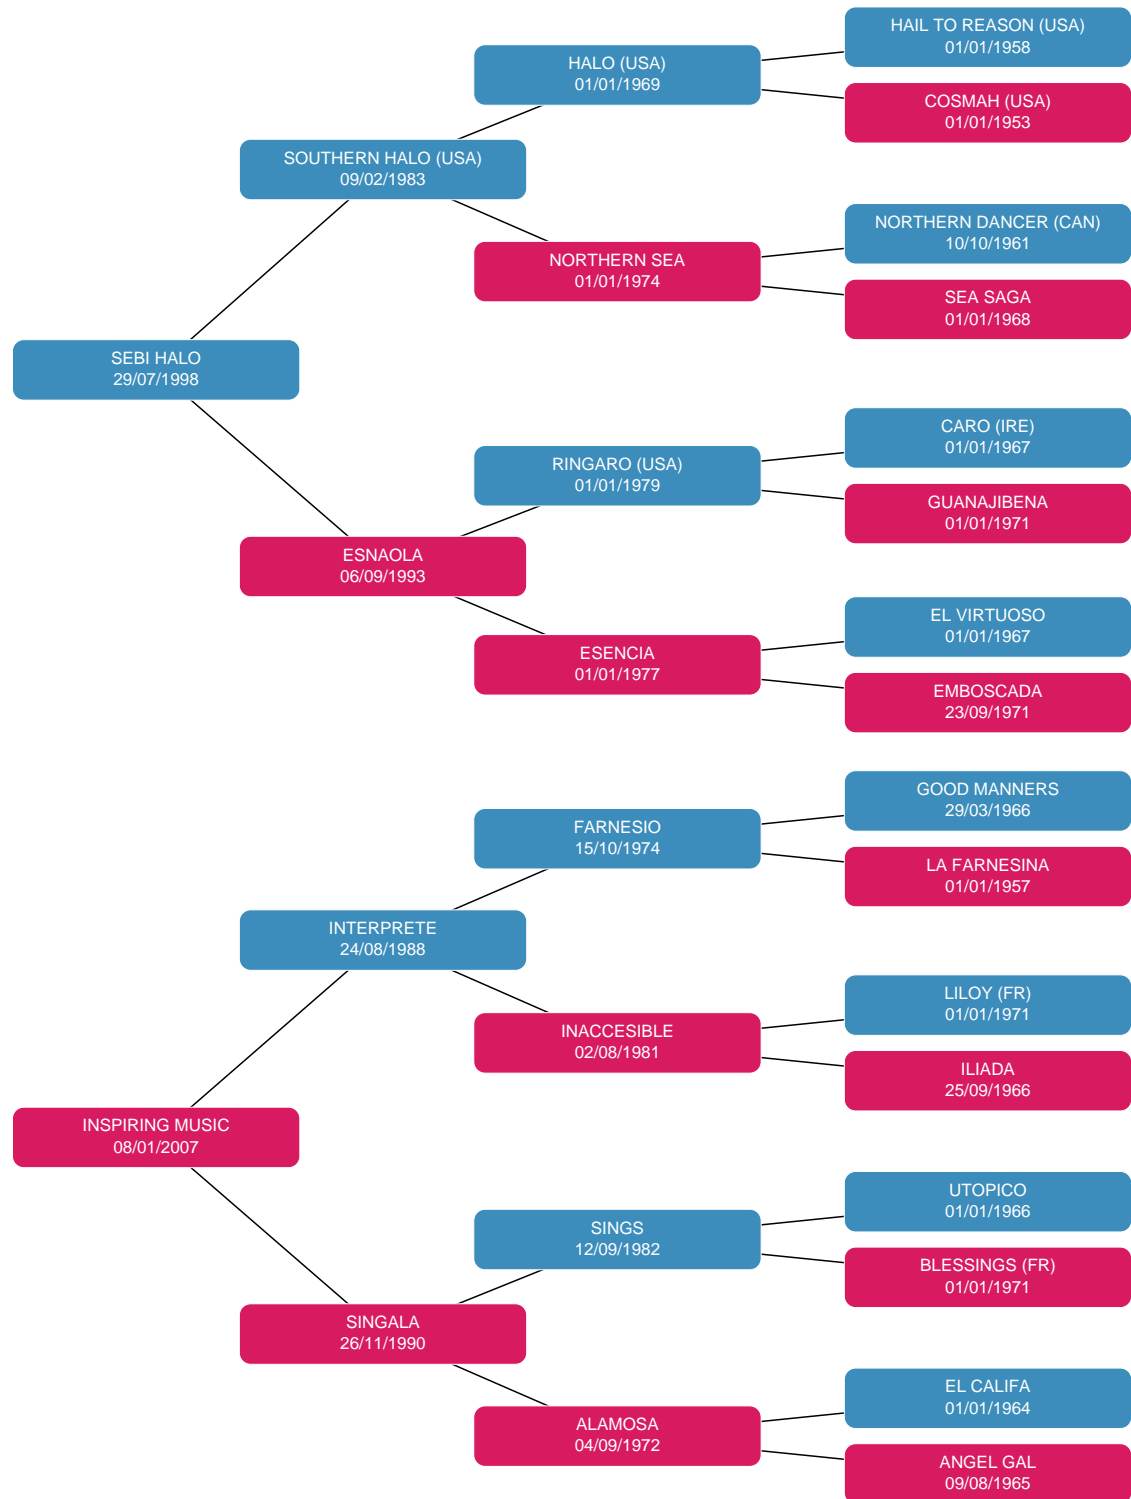 HAIL TO REASON (USA)
01/01/1958
HALO (USA)
01/01/1969
COSMAH (USA)
01/01/1953
SOUTHERN HALO (USA)
09/02/1983
NORTHERN DANCER (CAN)
10/10/1961
NORTHERN SEA
01/01/1974
SEA SAGA
01/01/1968
SEBI HALO
29/07/1998
CARO (IRE)
01/01/1967
RINGARO (USA)
01/01/1979
GUANAJIBENA
01/01/1971
ESNAOLA
06/09/1993
EL VIRTUOSO
01/01/1967
ESENCIA
01/01/1977
EMBOSCADA
23/09/1971
GOOD MANNERS
29/03/1966
FARNESIO
15/10/1974
LA FARNESINA
01/01/1957
INTERPRETE
24/08/1988
LILOY (FR)
01/01/1971
INACCESIBLE
02/08/1981
ILIADA
25/09/1966
INSPIRING MUSIC
08/01/2007
UTOPICO
01/01/1966
SINGS
12/09/1982
BLESSINGS (FR)
01/01/1971
SINGALA
26/11/1990
EL CALIFA
01/01/1964
ALAMOSA
04/09/1972
ANGEL GAL
09/08/1965